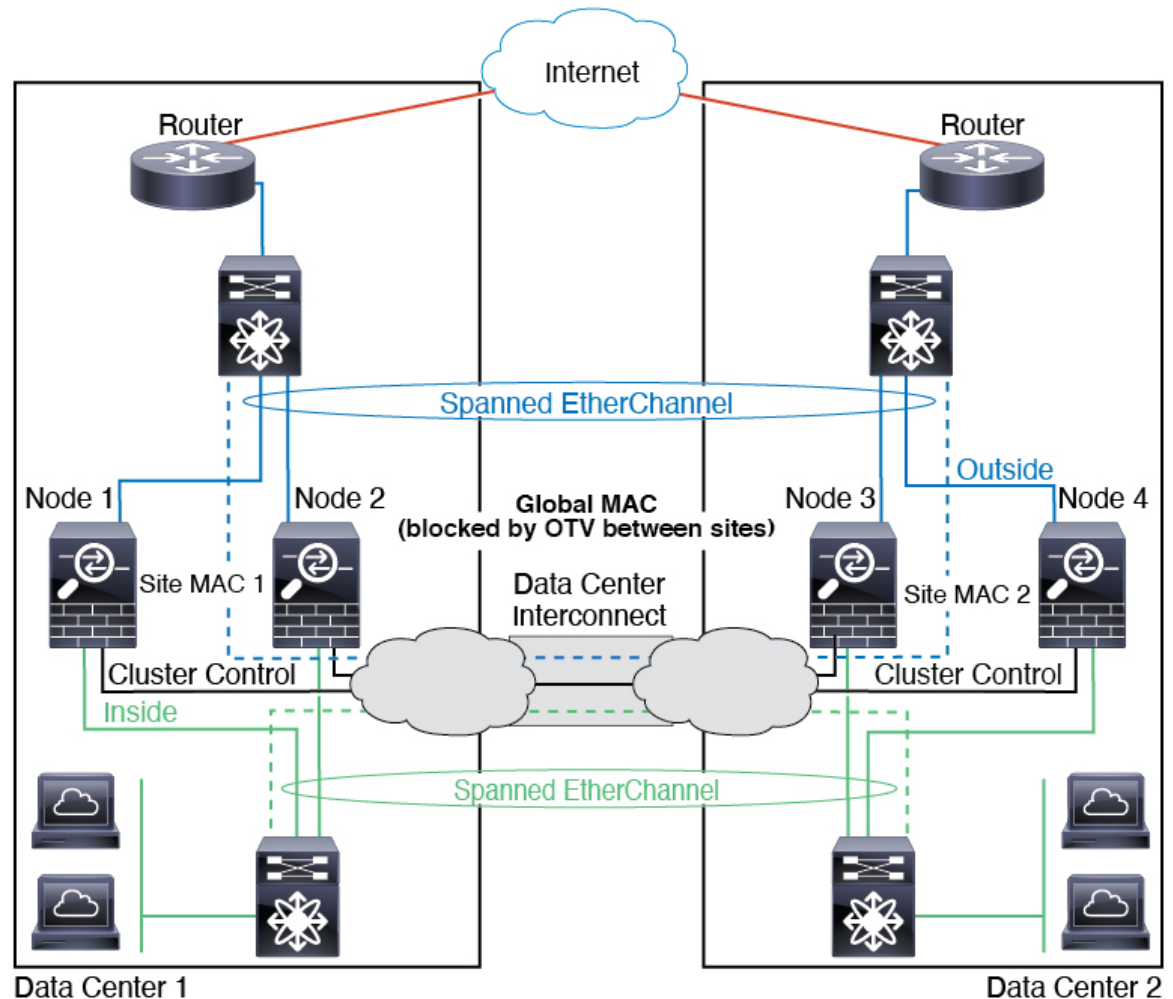 Internet
Router
Router
Spanned EtherChannel
Outside
Node 1
Node 2
Global MAC
(blocked by OTV between sites)
Node 3
Node 4
Site MAC 1
Data Center
Interconnect
Site MAC 2
Cluster Control
Cluster Control
Inside
Spanned EtherChannel
Data Center 1
Data Center 2